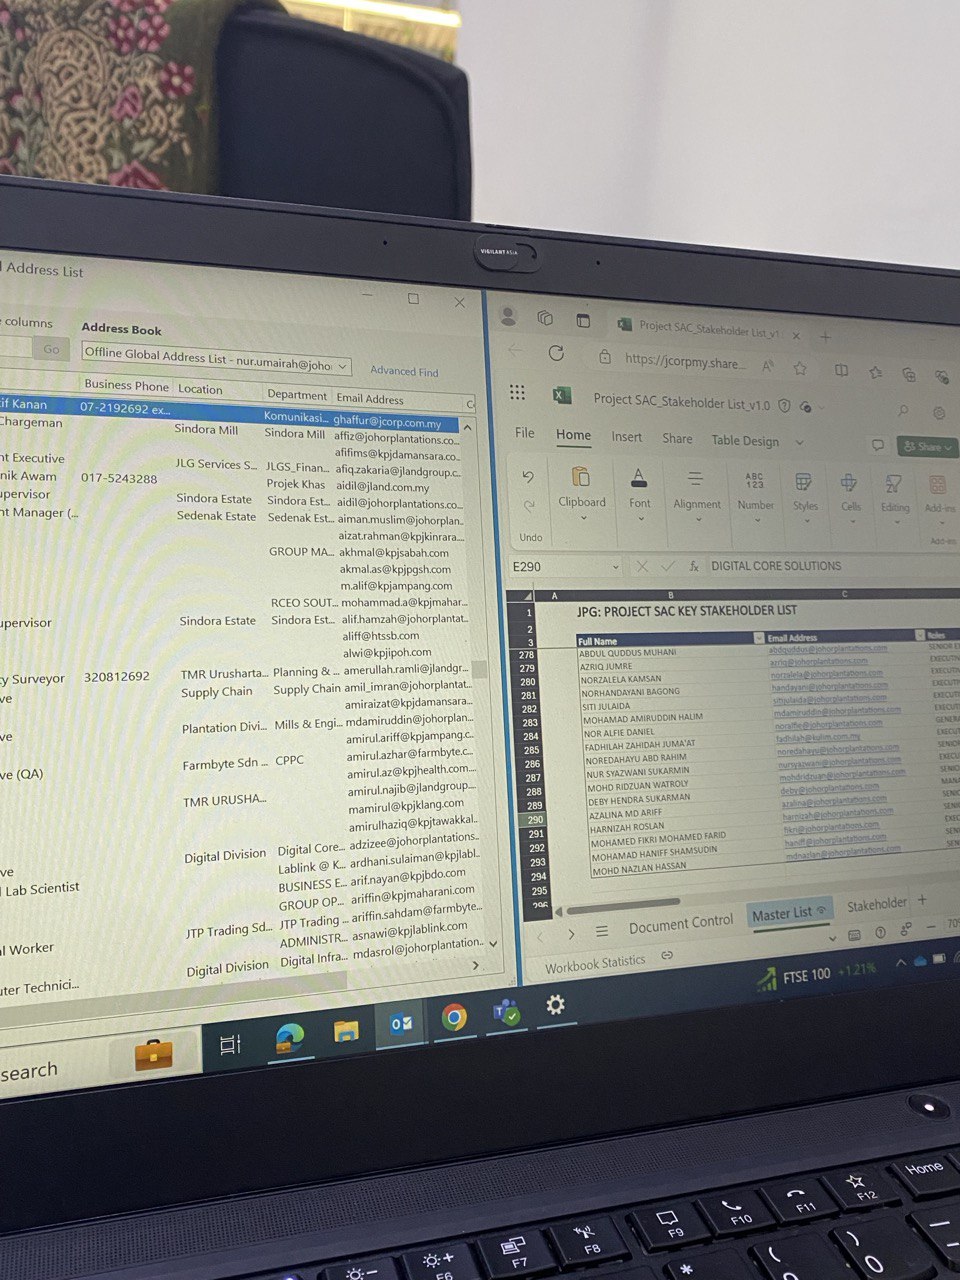 VIGILANT ASIA
l Address List
e columns
Address Book
Go
Offline Global Address List - nur.umairah@joho
Advanced Find
Business Phone Location Department Email Address C
tif Kanan 07-2192692 ex... Komunikasi... ghaffur@jcorp.com.my
Chargeman Sindora Mill Sindora Mill affiz@johorplantations.co...
afifims@kpjdamansara.co...
nt Executive JLG Services S... JLGS_Finan... afiq.zakaria@jlandgroup.c...
nik Awam 017-5243288 Projek Khas aidil@jland.com.my
upervisor Sindora Estate Sindora Est... aidil@johorplantations.co...
nt Manager (... Sedenak Estate Sedenak Est... aiman.muslim@johorplan...
aizat.rahman@kpjkinrara....
GROUP MA... akhmal@kpjsabah.com
akmal.as@kpjpgsh.com
m.alif@kpjampang.com
RCEO SOUT... mohammad.a@kpjmahar...
upervisor Sindora Estate Sindora Est... alif.hamzah@johorplantat...
aliff@htssb.com
alwi@kpjipoh.com
y Surveyor 320812692 TMR Urusharta... Planning & ... amerullah.ramli@jlandgr...
ve Supply Chain Supply Chain amil_imran@johorplantat...
amiraizat@kpjdamansara...
ve Plantation Divi... Mills & Engi... mdamiruddin@johorplan...
amirul.ariff@kpjampang.c...
ve (QA) Farmbyte Sdn ... CPPC amirul.azhar@farmbyte.c...
amirul.az@kpjhealth.com....
TMR URUSHA... amirul.najib@jlandgroup....
mamirul@kpjklang.com
amirulhaziq@kpjtawakkal...
ve Digital Division Digital Core... adzizee@johorplantations...
l Lab Scientist Lablink @ K... ardhani.sulaiman@kpjlabl...
BUSINESS E... arif.nayan@kpjbdo.com
GROUP OP... ariffin@kpjmaharani.com
al Worker JTP Trading Sd... JTP Trading ... ariffin.sahdam@farmbyte...
ADMINISTR... asnawi@kpjlablink.com
uter Technici... Digital Division Digital Infra... mdasrol@johorplantation...
Project SAC_Stakeholder List_v1
https://jcorpmy.share...
Project SAC_Stakeholder List_v1.0
File Home Insert Share Table Design
Share
Undo
Clipboard
Font
Alignment
ABC
123
Number
Styles
Cells
Editing
Add-ins
Add-ins
E290 fx DIGITAL CORE SOLUTIONS
A B C
1 JPG: PROJECT SAC KEY STAKEHOLDER LIST
2
3 Full Name Email Address Roles
278 ABDUL QUDDUS MUHANI abdquddus@johorplantations.com
279 AZRIQ JUMRE azriq@johorplantations.com
280 NORZALELA KAMSAN norzalela@johorplantations.com
281 NORHANDAYANI BAGONG handayani@johorplantations.com
282 SITI JULAIDA sitijulaida@johorplantations.com
283 MOHAMAD AMIRUDDIN HALIM mdamiruddin@johorplantations.com
284 NOR ALFIE DANIEL noralfie@johorplantations.com
285 FADHILAH ZAHIDAH JUMA'AT fadhilah@kulim.com.my
286 NOREDAHAYU ABD RAHIM noredahayu@johorplantations.com
287 NUR SYAZWANI SUKARMIN nursyazwani@johorplantations.com
288 MOHD RIDZUAN WATROLY mohdridzuan@johorplantations.com
289 DEBY HENDRA SUKARMAN deby@johorplantations.com
290 AZALINA MD ARIFF azalina@johorplantations.com
291 HARNIZAH ROSLAN harnizah@johorplantations.com
292 MOHAMED FIKRI MOHAMED FARID fikri@johorplantations.com
293 MOHAMAD HANIFF SHAMSUDIN haniff@johorplantations.com
294 MOHD NAZLAN HASSAN mdnazlan@johorplantations.com
295
296
Document Control Master List Stakeholder
Workbook Statistics
FTSE 100 +1.21%
search
Home
F12
F11
F10
F9
F8
F7
F6
*
(
)
0